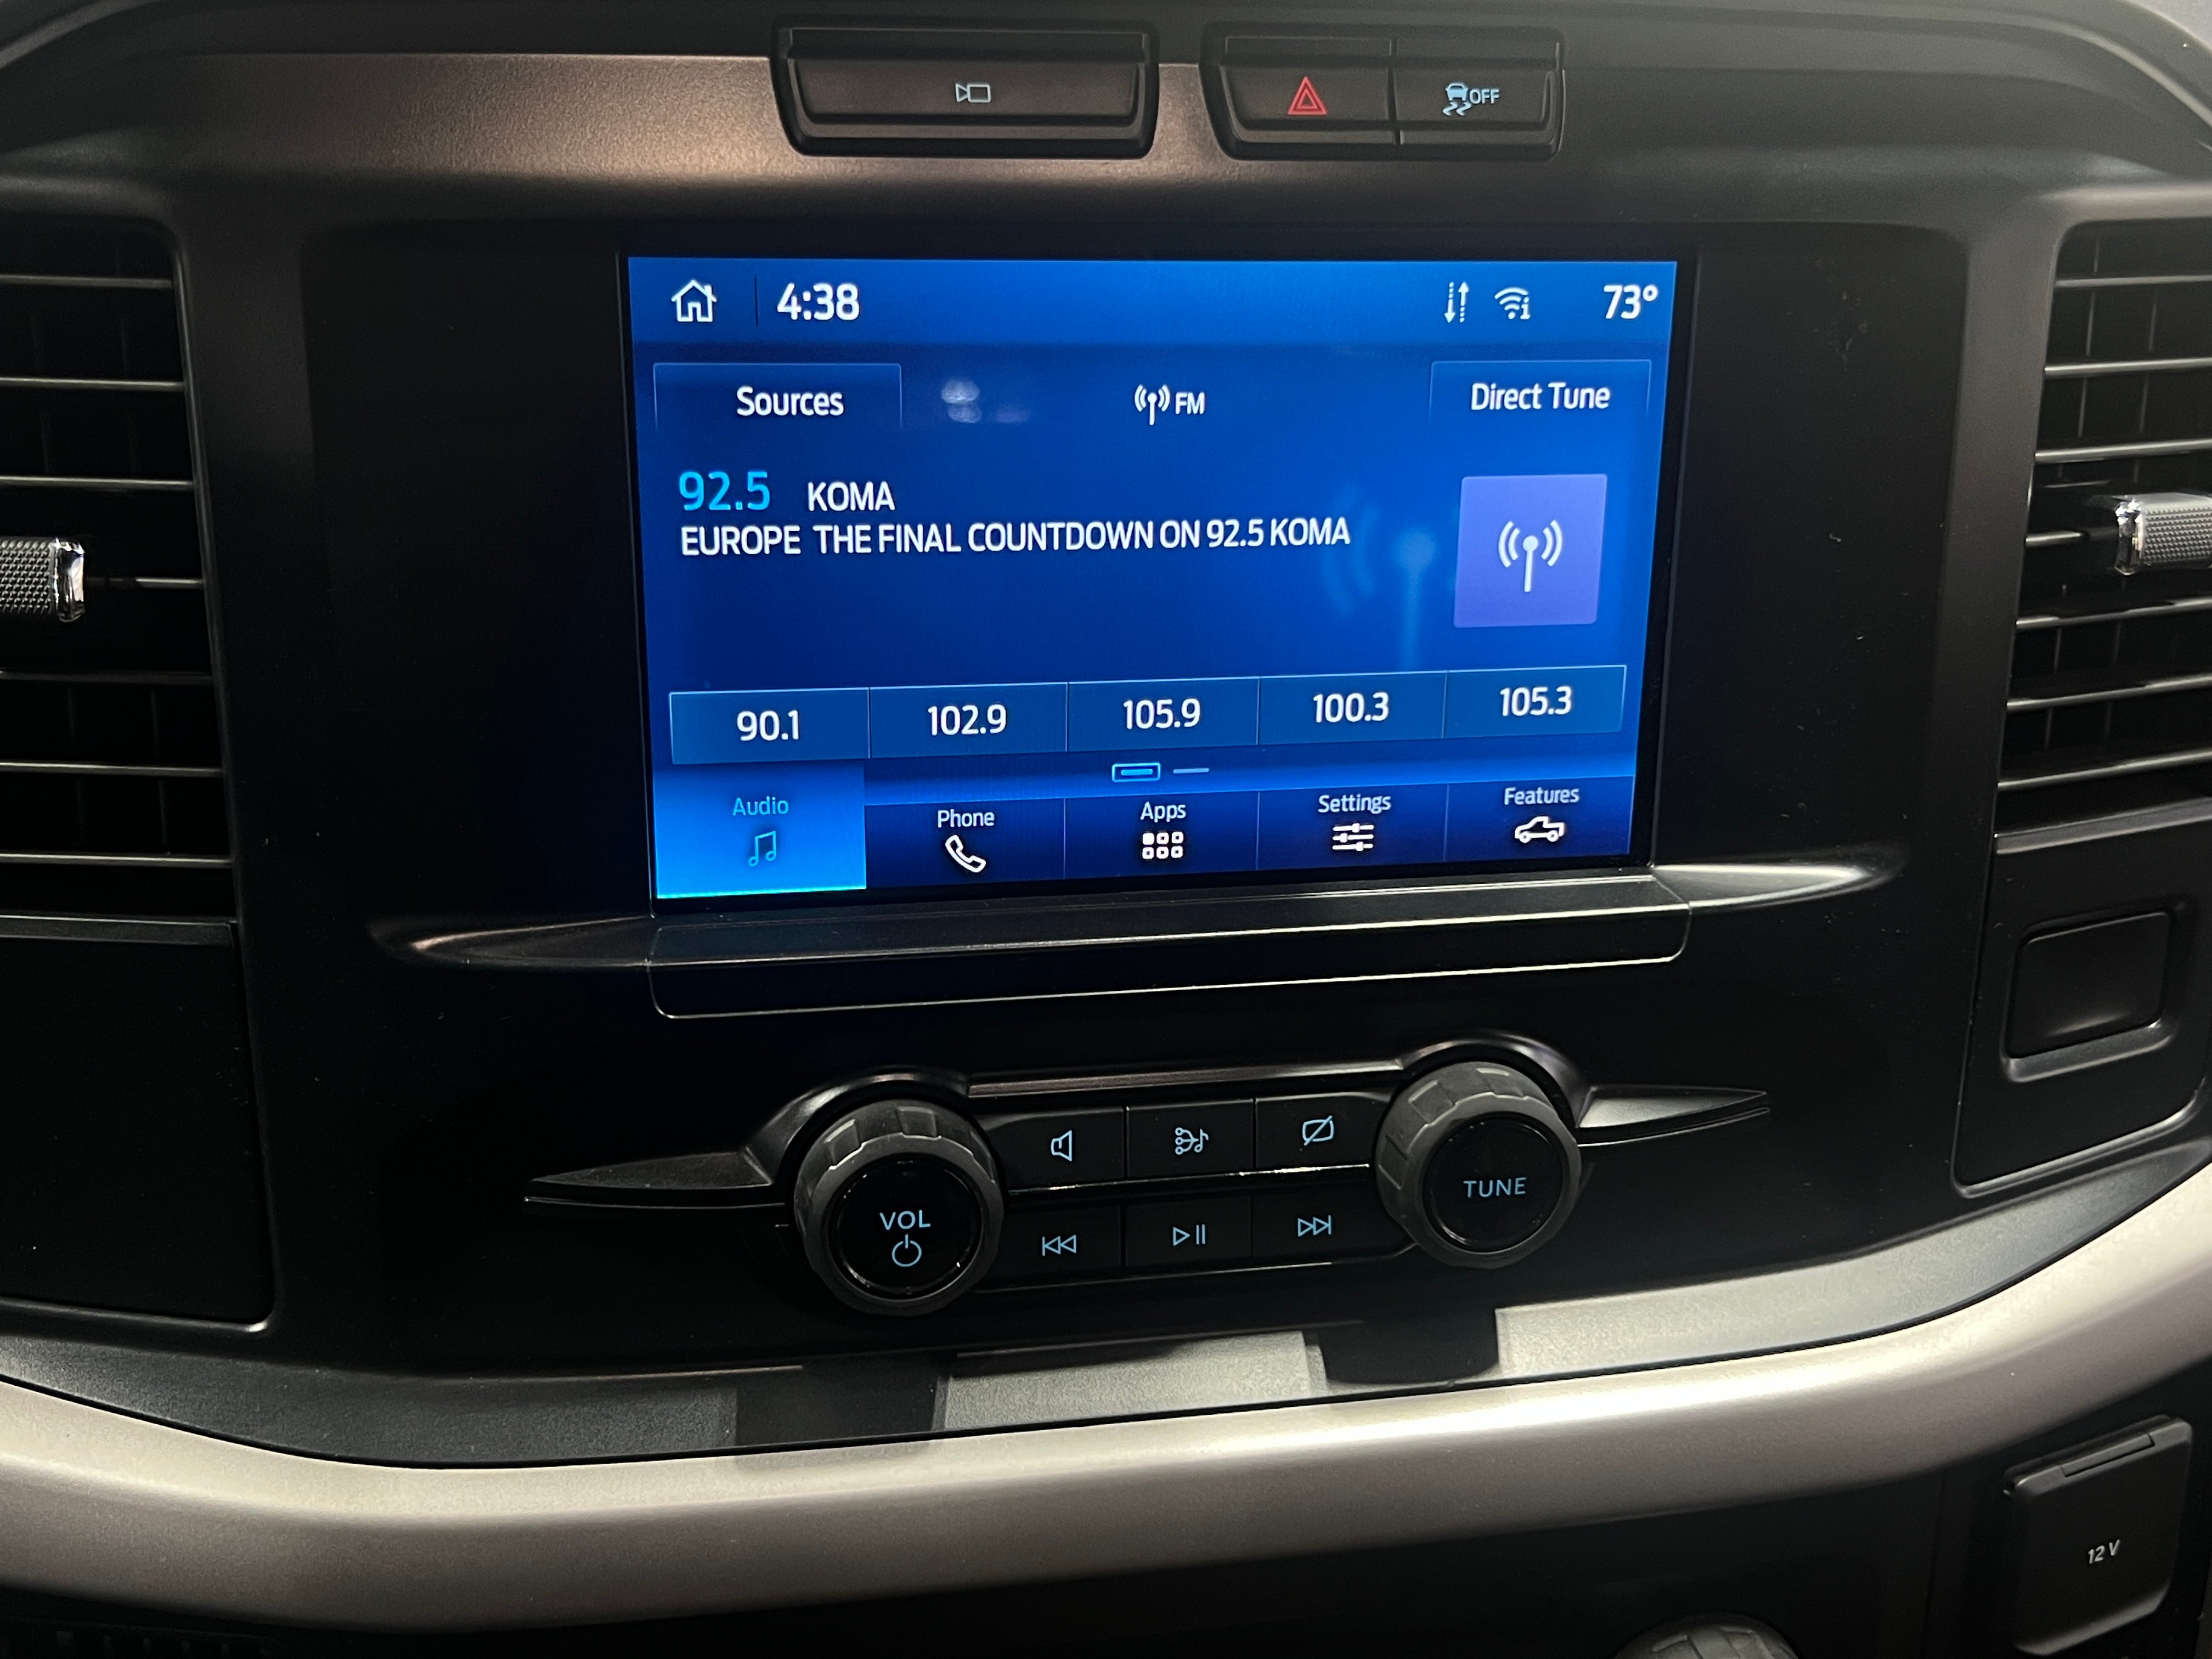 OFF
4:38
73°
Sources
FM
Direct Tune
92.5 KOMA
EUROPE THE FINAL COUNTDOWN ON 92.5 KOMA
90.1
102.9
105.9
100.3
105.3
Audio
Phone
Apps
Settings
Features
VOL
TUNE
12V